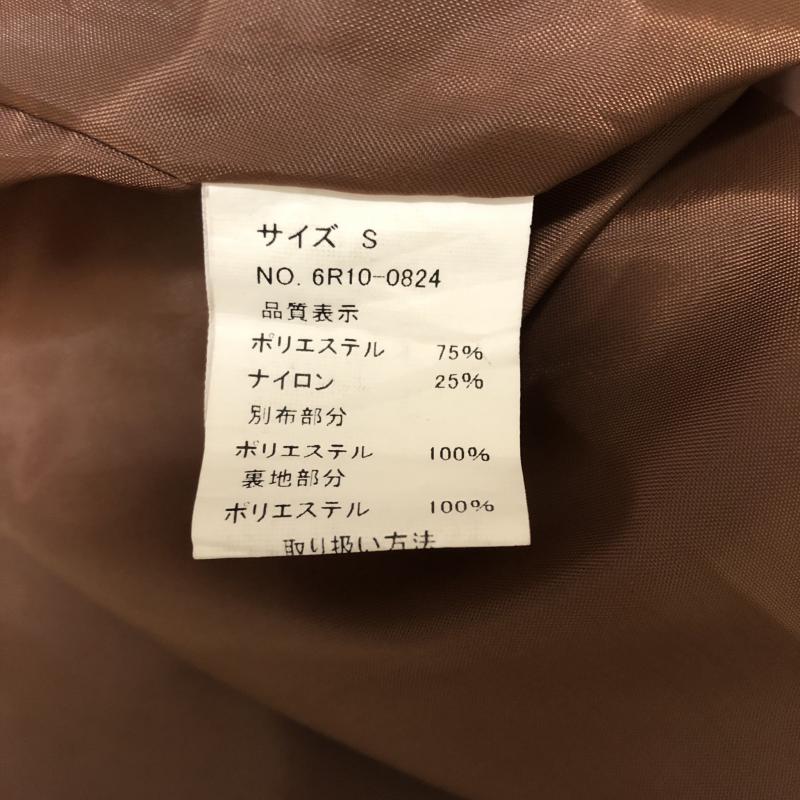 サイズ S
NO. 6R10-0824
品質表示
ポリエステル 75%
ナイロン 25%
別布部分
ポリエステル 100%
裏地部分
ポリエステル 100%
取り扱い方法